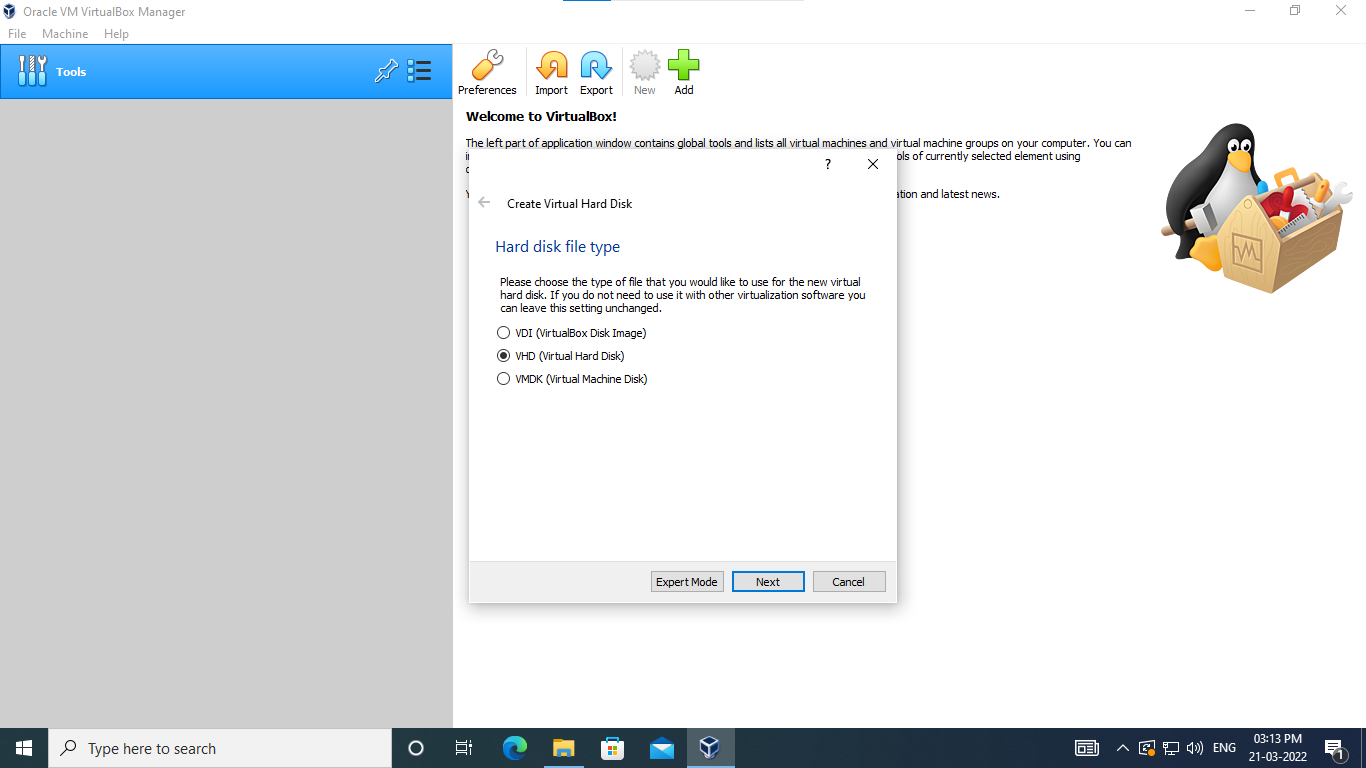 Oracle VM VirtualBox Manager
File Machine Help
Tools
Preferences Import Export New Add
Welcome to VirtualBox!
The left part of application window contains global tools and lists all virtual machines and virtual machine groups on your computer. You can
ols of currently selected element using
ation and latest news.
?
Create Virtual Hard Disk
Hard disk file type
Please choose the type of file that you would like to use for the new virtual
hard disk. If you do not need to use it with other virtualization software you
can leave this setting unchanged.
VDI (VirtualBox Disk Image)
VHD (Virtual Hard Disk)
VMDK (Virtual Machine Disk)
Expert Mode Next Cancel
Type here to search
ENG
03:13 PM
21-03-2022
1